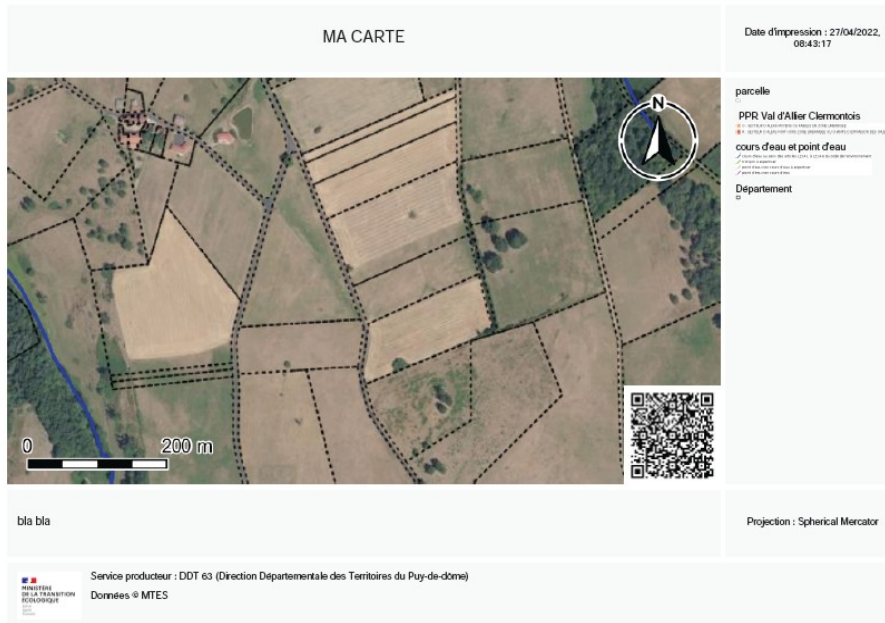 MA CARTE
Date d'impression : 27/04/2022,
08:43:17
N
parcelle
PPR Val d'Allier Clermontois
cours d'eau et point d'eau
Département
0 200 m
bla bla
Projection : Spherical Mercator
MINISTÈRE
DE LA TRANSITION
ÉCOLOGIQUE
Service producteur : DDT 63 (Direction Départementale des Territoires du Puy-de-dôme)
Données © MTES